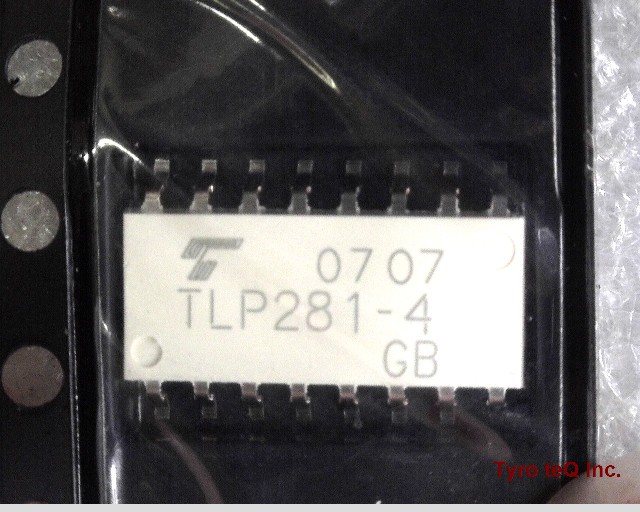 0707
TLP281-4
GB
Tyro teQ Inc.